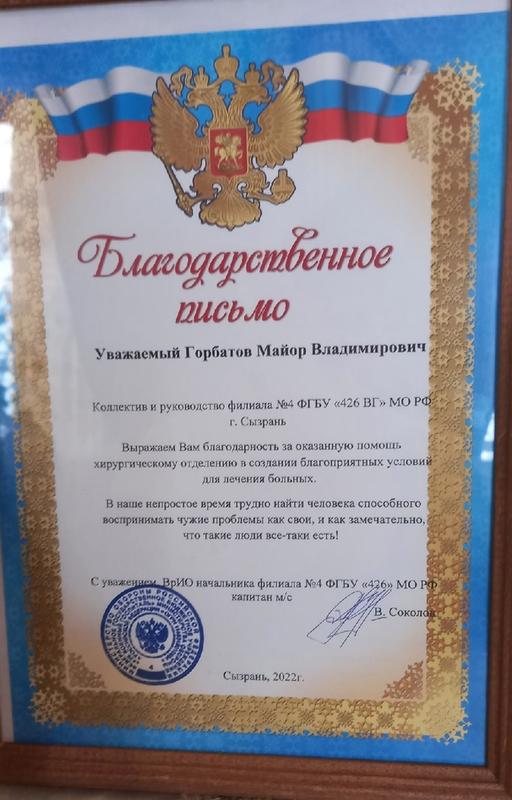 Благодарственное
письмо
Уважаемый Горбатов Майор Владимирович
Коллектив и руководство филиала №4 ФГБУ «426 ВГ» МО РФ
г. Сызрань
Выражаем Вам благодарность за оказанную помощь
хирургическому отделению в создании благоприятных условий
для лечения больных.
В наше непростое время трудно найти человека способного
воспринимать чужие проблемы как свои, и как замечательно,
что такие люди все-таки есть!
С уважением, ВрИО начальника филиала №4 ФГБУ «426» МО РФ
капитан м/с
В. Соколов
4
Сызрань, 2022г.